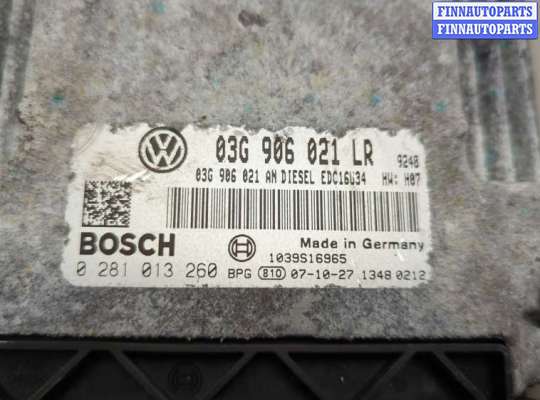 FINNAUTOPARTS
FINNAUTOPARTS
03G 906 021 LR 9248
03G 906 021 AN DIESEL EDC16U34 HW: H07
BOSCH
Made in Germany
1039S16965
0 281 013 260 BPG 810 07-10-27 1348 0212